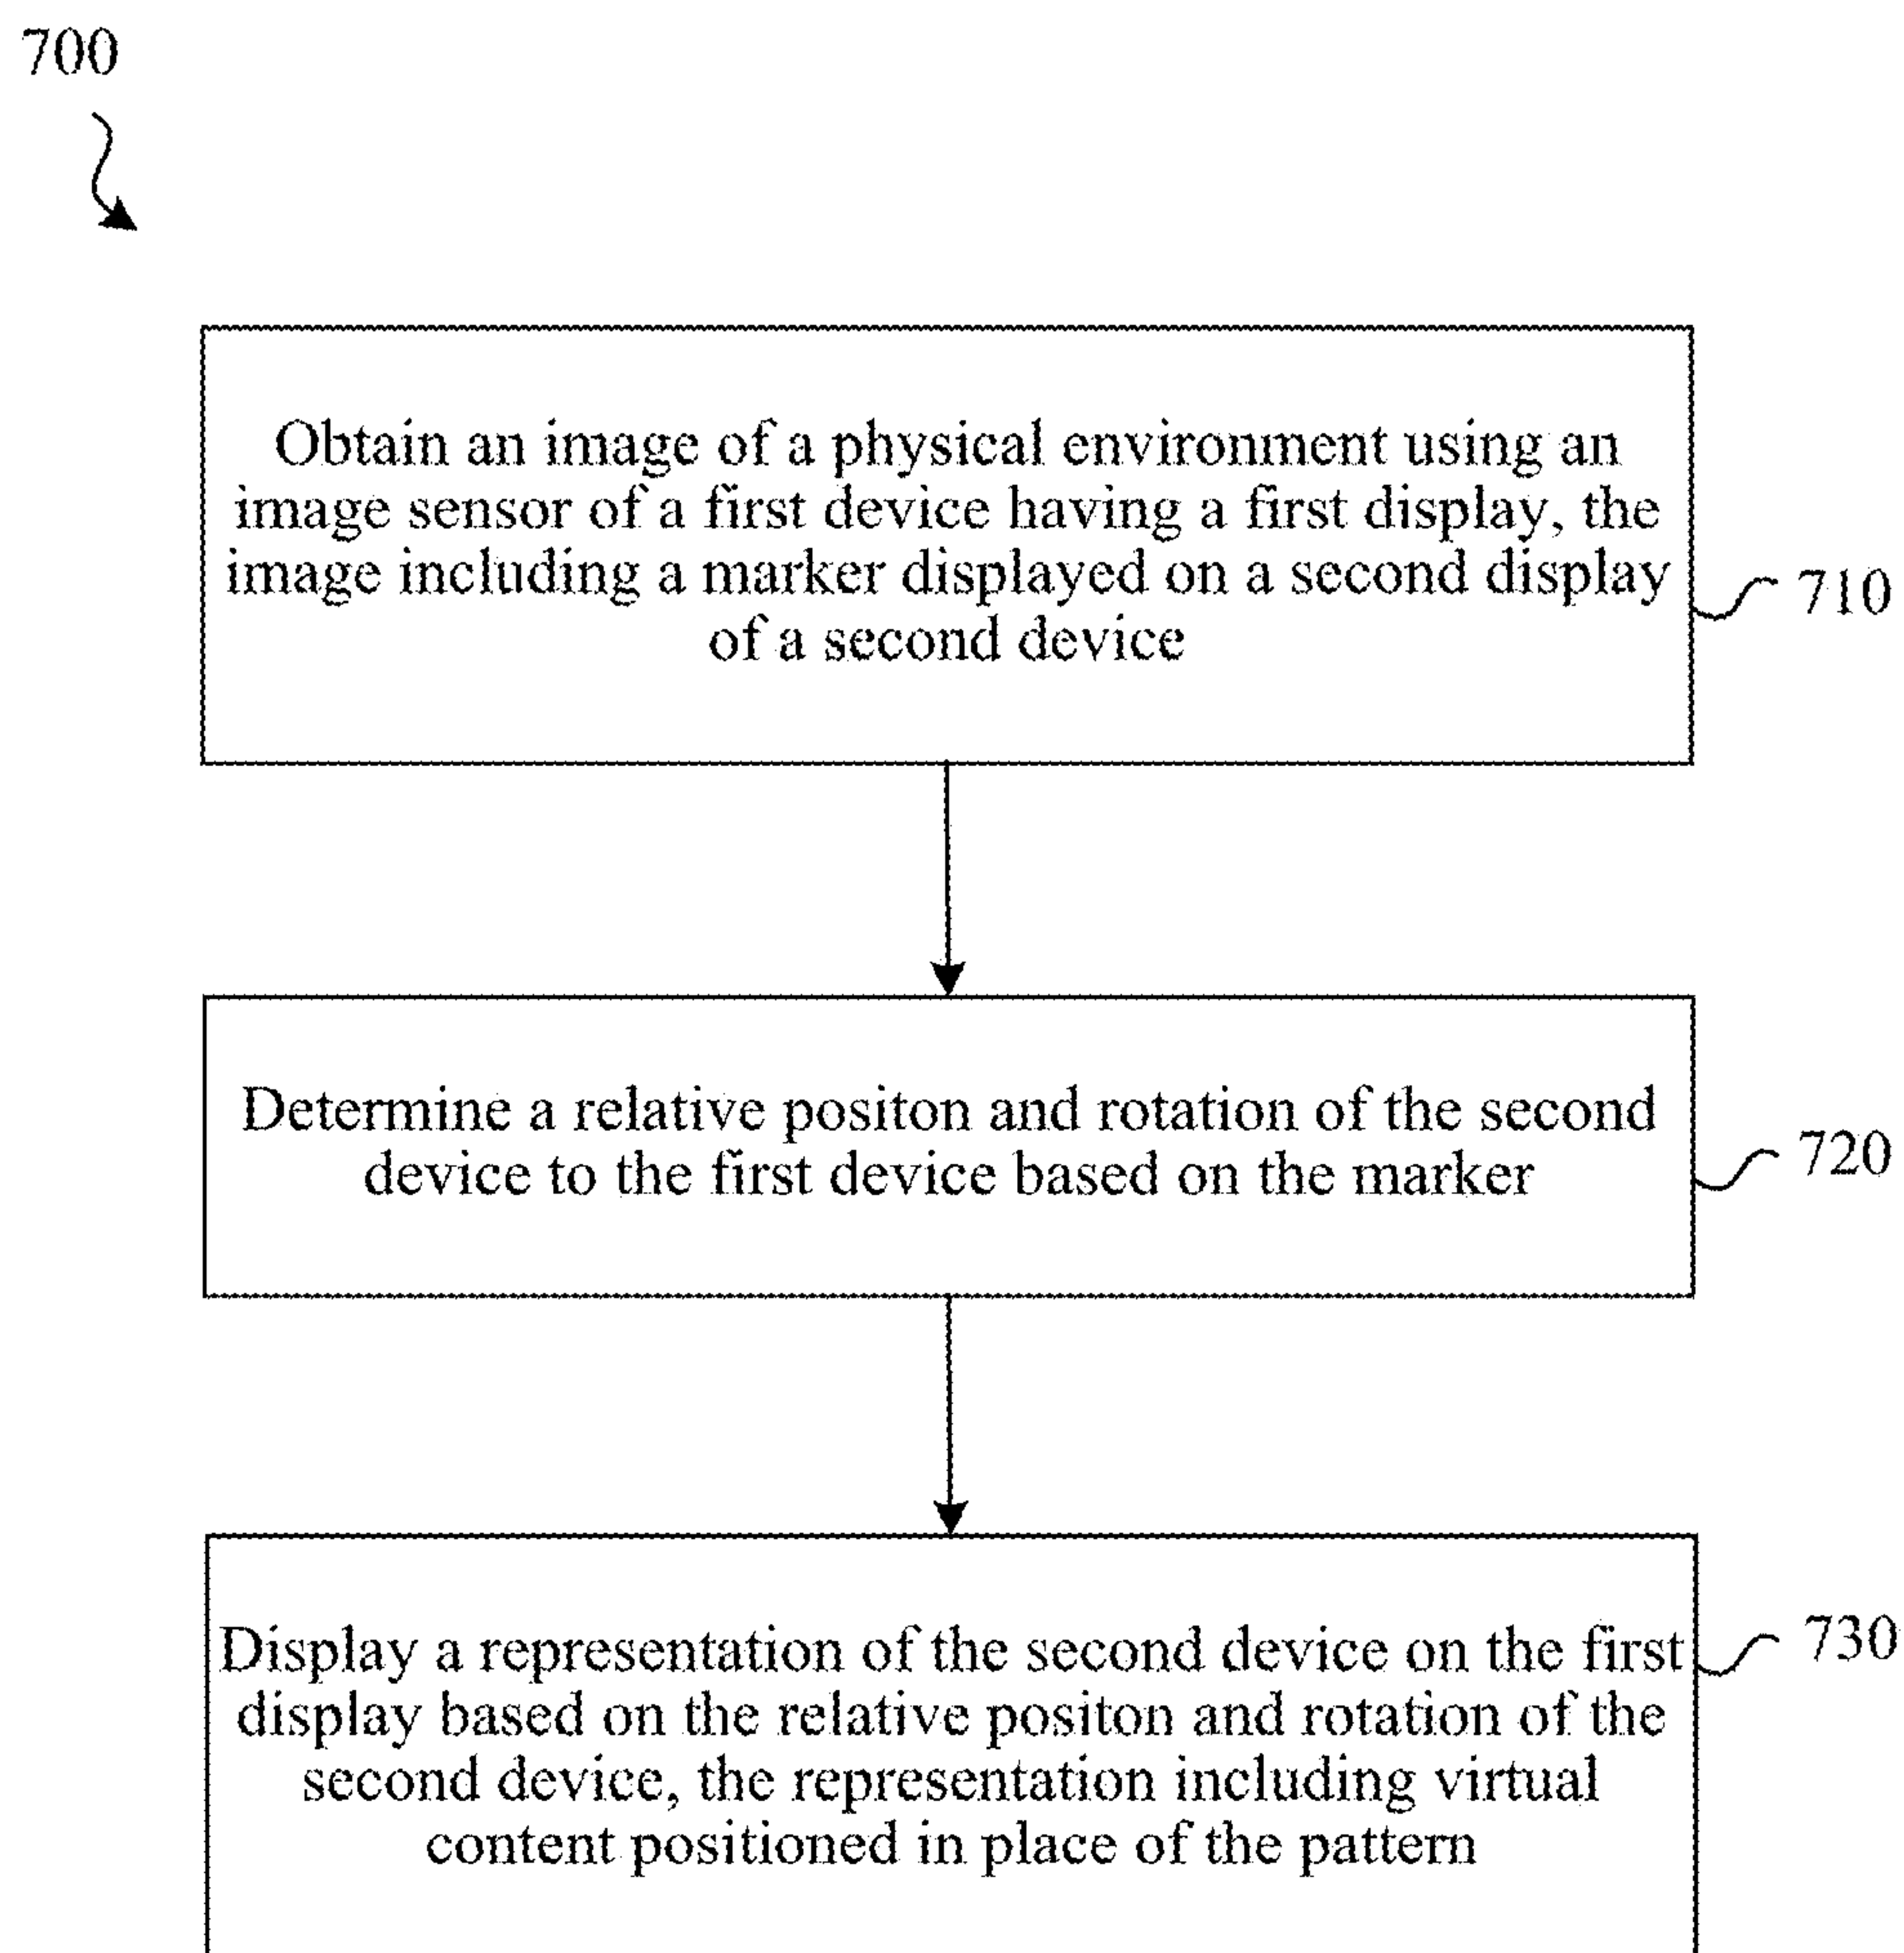 700
Obtain an image of a physical environment using an
image sensor of a first device having a first display, the
image including a marker displayed on a second display
of a second device
710
Determine a relative positon and rotation of the second
device to the first device based on the marker
720
Display a representation of the second device on the first
display based on the relative positon and rotation of the
second device, the representation including virtual
content positioned in place of the pattern
730